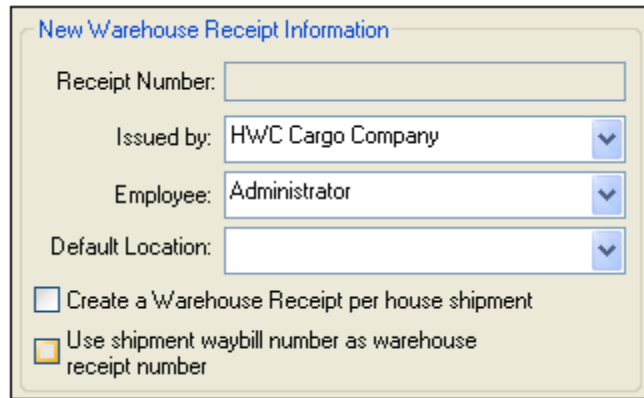 New Warehouse Receipt Information
Receipt Number:
Issued by: HWC Cargo Company
Employee: Administrator
Default Location:
Create a Warehouse Receipt per house shipment
Use shipment waybill number as warehouse
receipt number